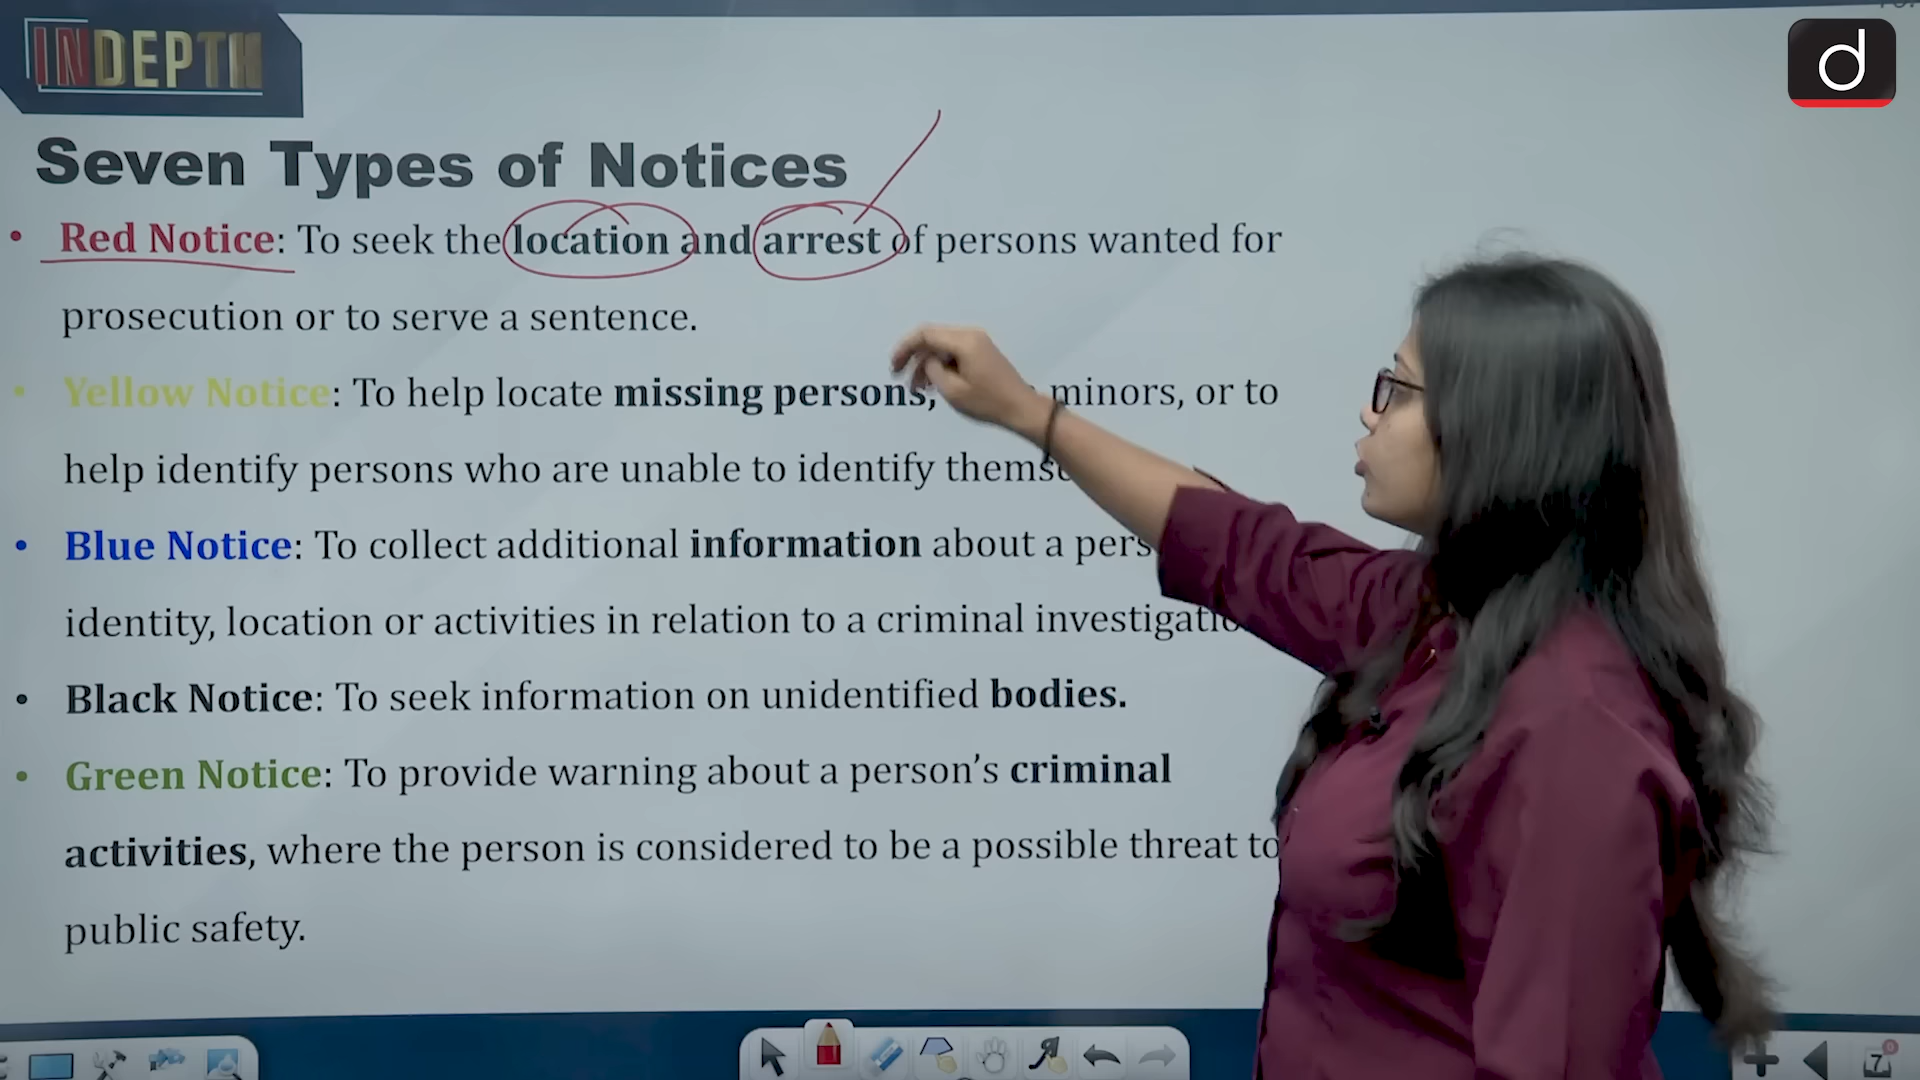 INDEPTH
d
Seven Types of Notices
• Red Notice: To seek the location and arrest of persons wanted for
prosecution or to serve a sentence.
• Yellow Notice: To help locate missing persons, minors, or to
help identify persons who are unable to identify
• Blue Notice: To collect additional information about a
identity, location or activities in relation to a criminal
• Black Notice: To seek information on unidentified bodies.
• Green Notice: To provide warning about a person's criminal
activities, where the person is considered to be a possible threat to
public safety.
7